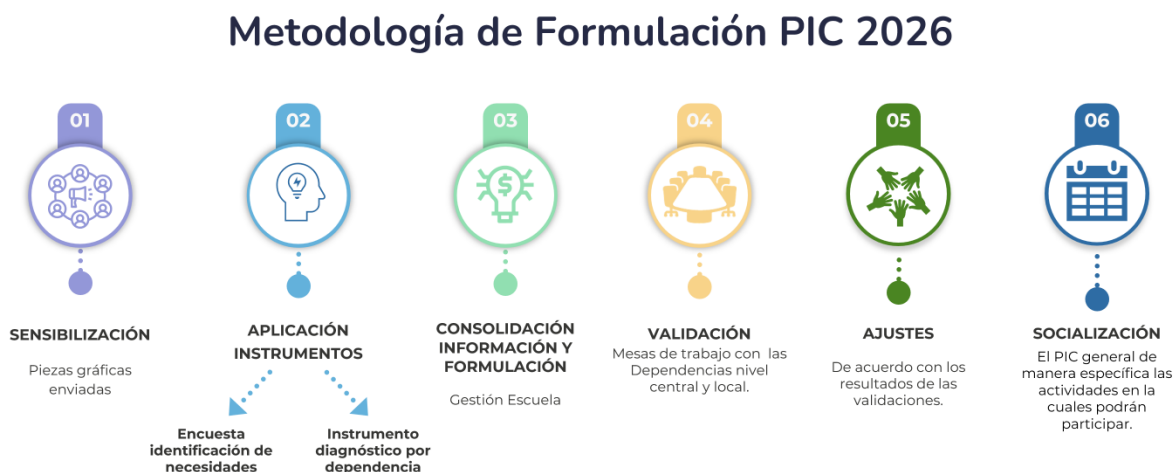 Metodología de Formulación PIC 2026
01
SENSIBILIZACIÓN
Piezas gráficas
enviadas
02
APLICACIÓN
INSTRUMENTOS
Encuesta
identificación de
necesidades
Instrumento
diagnóstico por
dependencia
03
CONSOLIDACIÓN
INFORMACIÓN Y
FORMULACIÓN
Gestión Escuela
04
VALIDACIÓN
Mesas de trabajo con las
Dependencias nivel
central y local.
05
AJUSTES
De acuerdo con los
resultados de las
validaciones.
06
SOCIALIZACIÓN
El PIC general de
manera específica las
actividades en la
cuales podrán
participar.